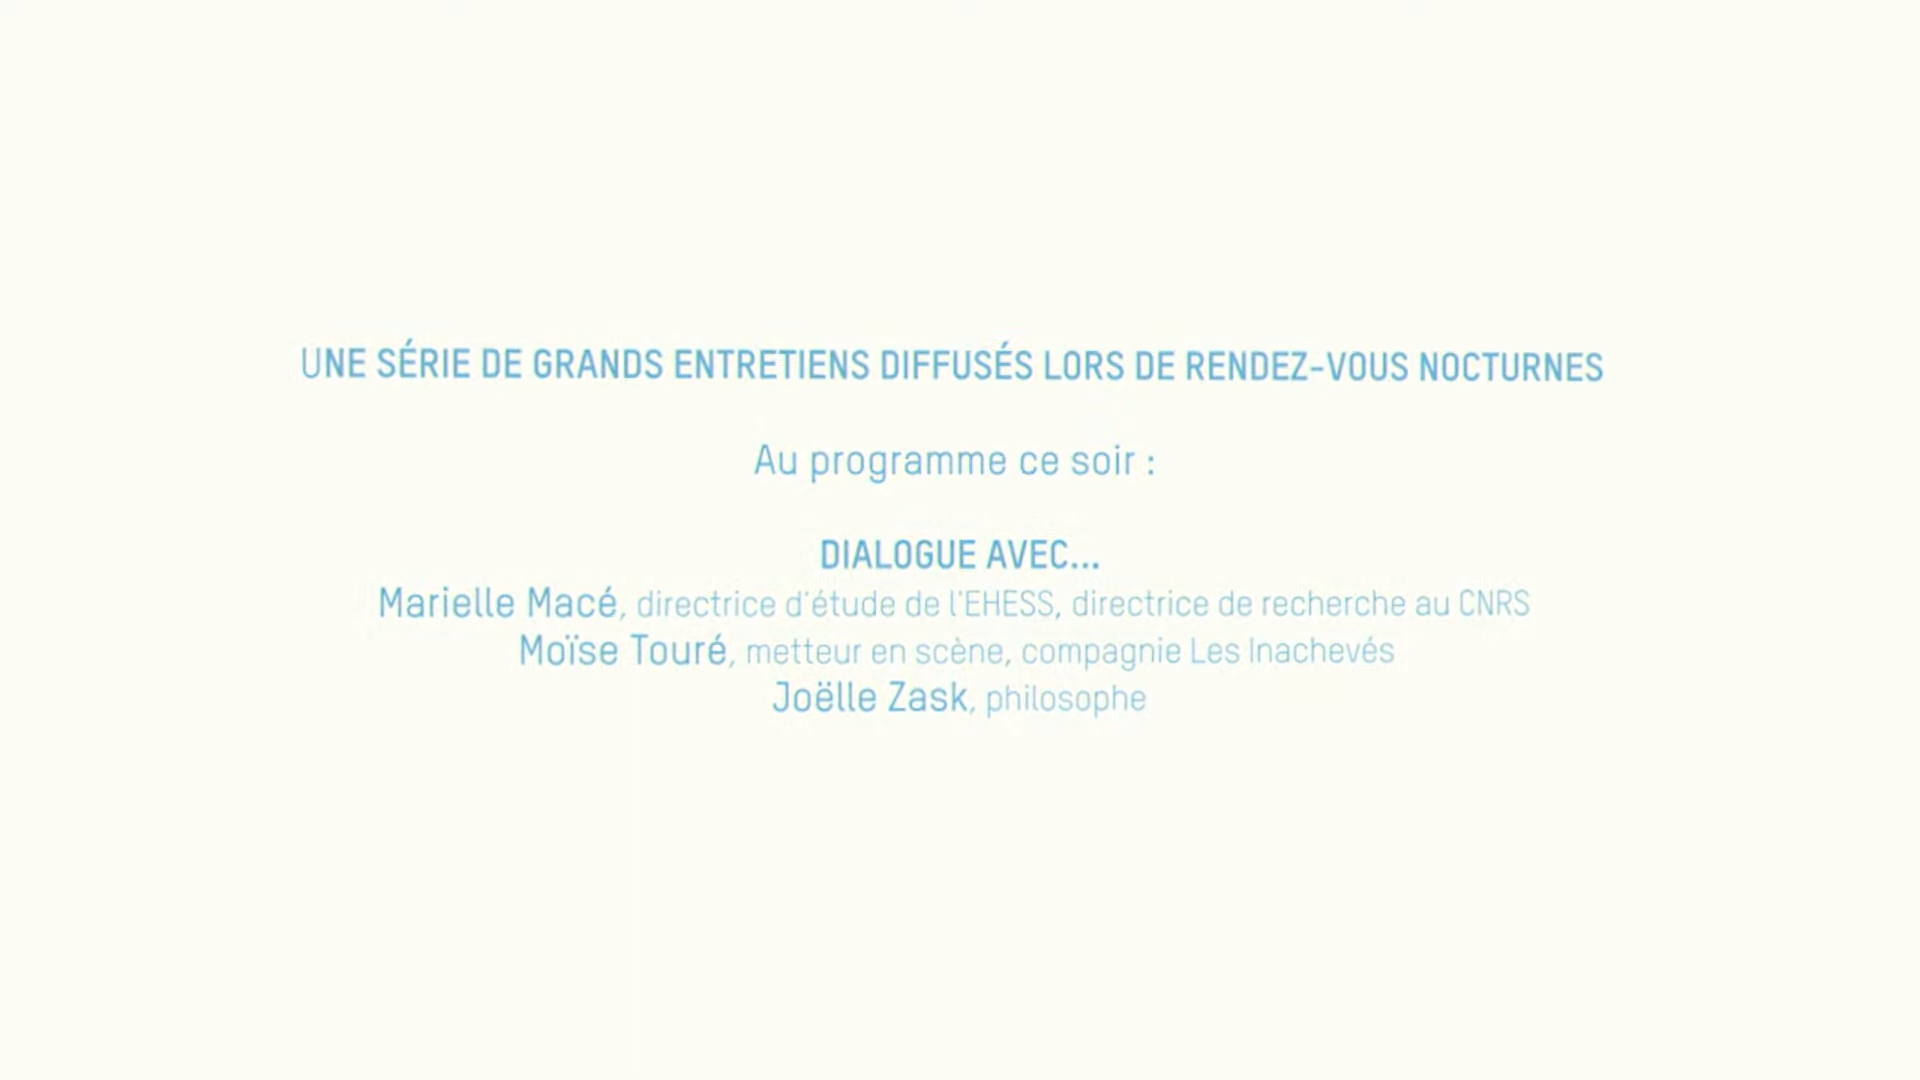 UNE SÉRIE DE GRANDS ENTRETIENS DIFFUSÉS LORS DE RENDEZ-VOUS NOCTURNES
Au programme ce soir :
DIALOGUE AVEC...
Marielle Macé, directrice d'étude de l'EHESS, directrice de recherche au CNRS
Moïse Touré, metteur en scène, compagnie Les Inachevés
Joëlle Zask, philosophe